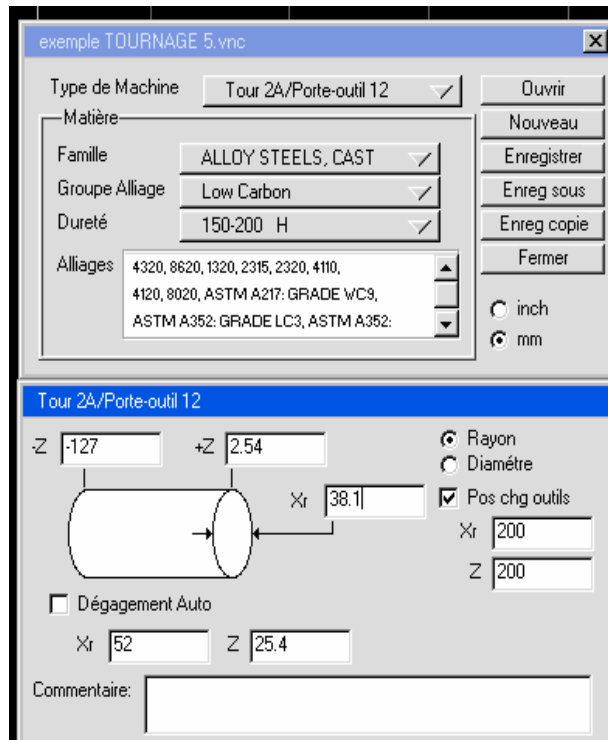 exemple TOURNAGE 5.vnc
Type de Machine Tour 2A/Porte-outil 12
Ouvrir
Matière
Nouveau
Famille ALLOY STEELS, CAST
Enregistrer
Groupe Alliage Low Carbon
Enreg sous
Dureté 150-200 H
Enreg copie
Alliages 4320, 8620, 1320, 2315, 2320, 4110,
4120, 8020, ASTM A217: GRADE WC9,
ASTM A352: GRADE LC3, ASTM A352:
Fermer
inch
mm
Tour 2A/Porte-outil 12
-Z -127 +Z 2.54
Rayon
Diamétre
Xr 38.1
Pos chg outils
Xr 200
Z 200
Dégagement Auto
Xr 52 Z 25.4
Commentaire: